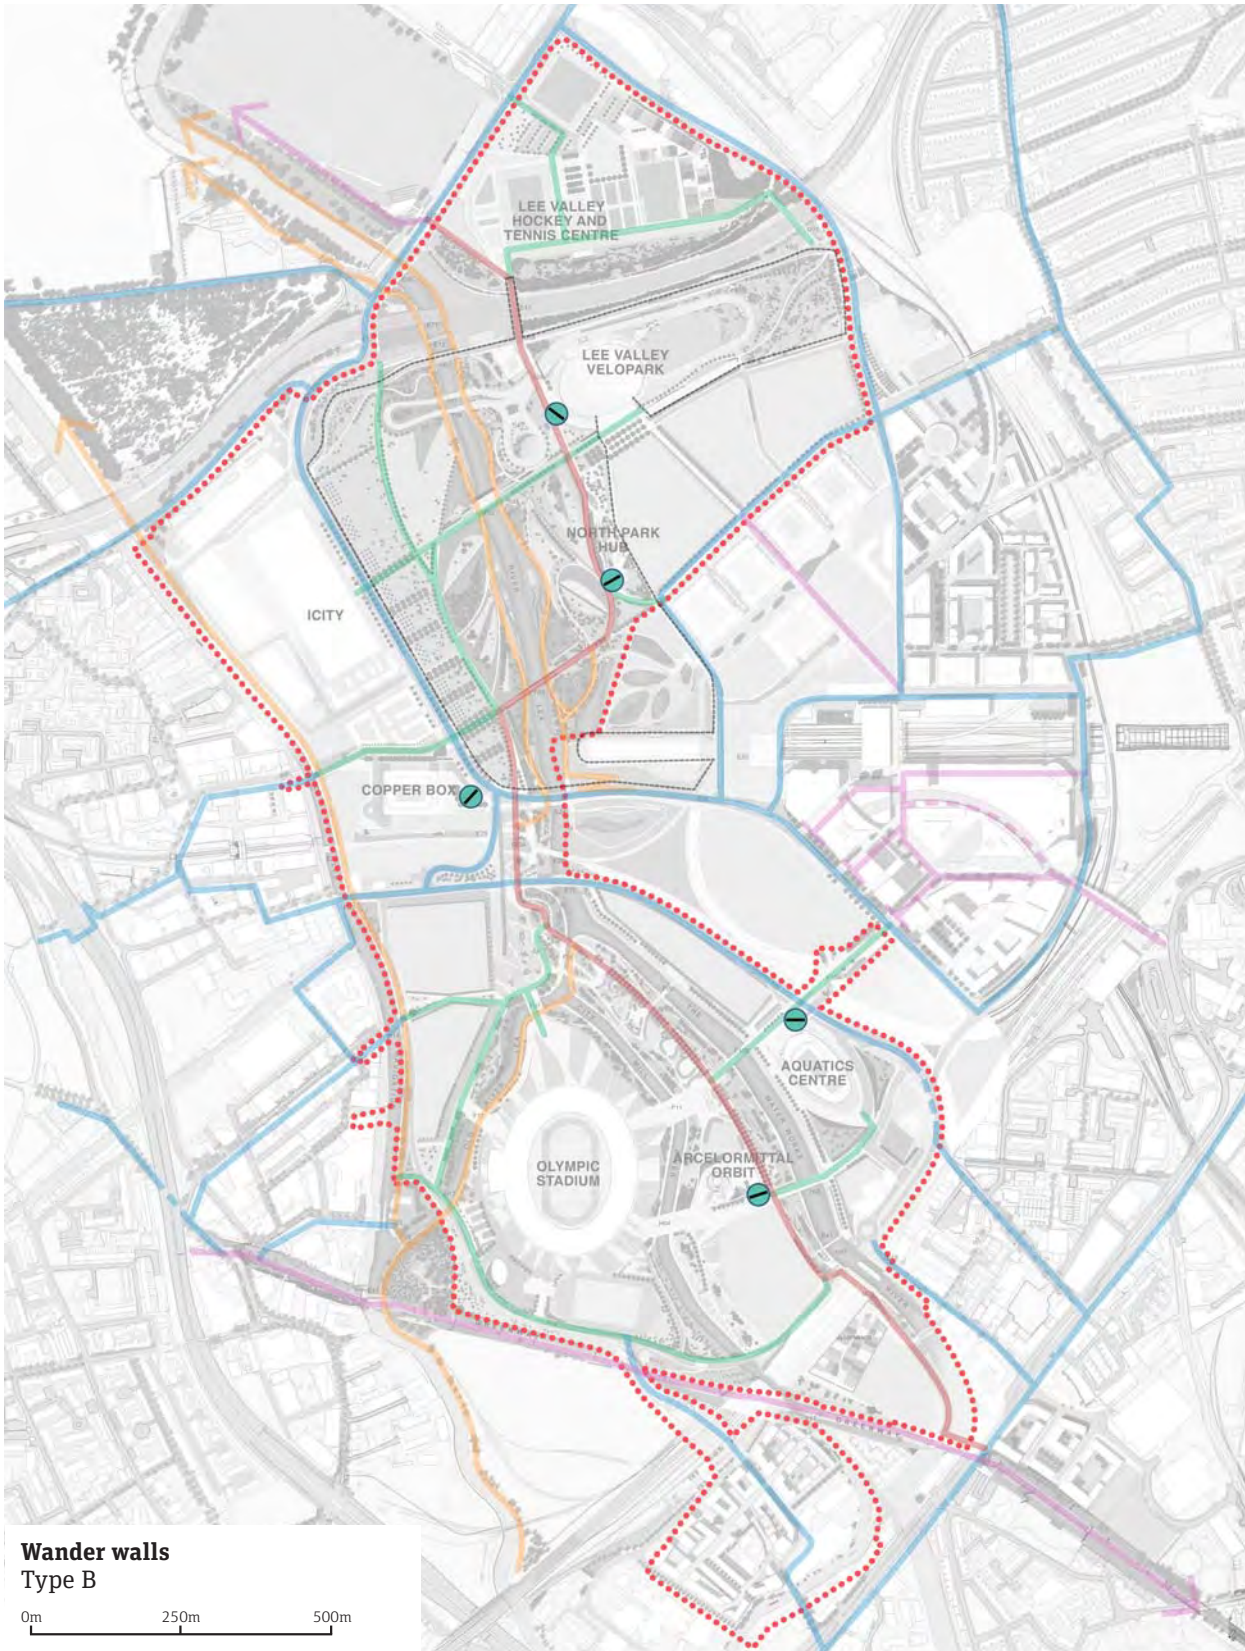 LEE VALLEY
HOCKEY AND
TENNIS CENTRE
LEE VALLEY
VELOPARK
NORTH PARK
HUB
ICITY
COPPER BOX
AQUATICS
CENTRE
ARCELORMITTAL
ORBIT
OLYMPIC
STADIUM
Wander walls
Type B
0m 250m 500m